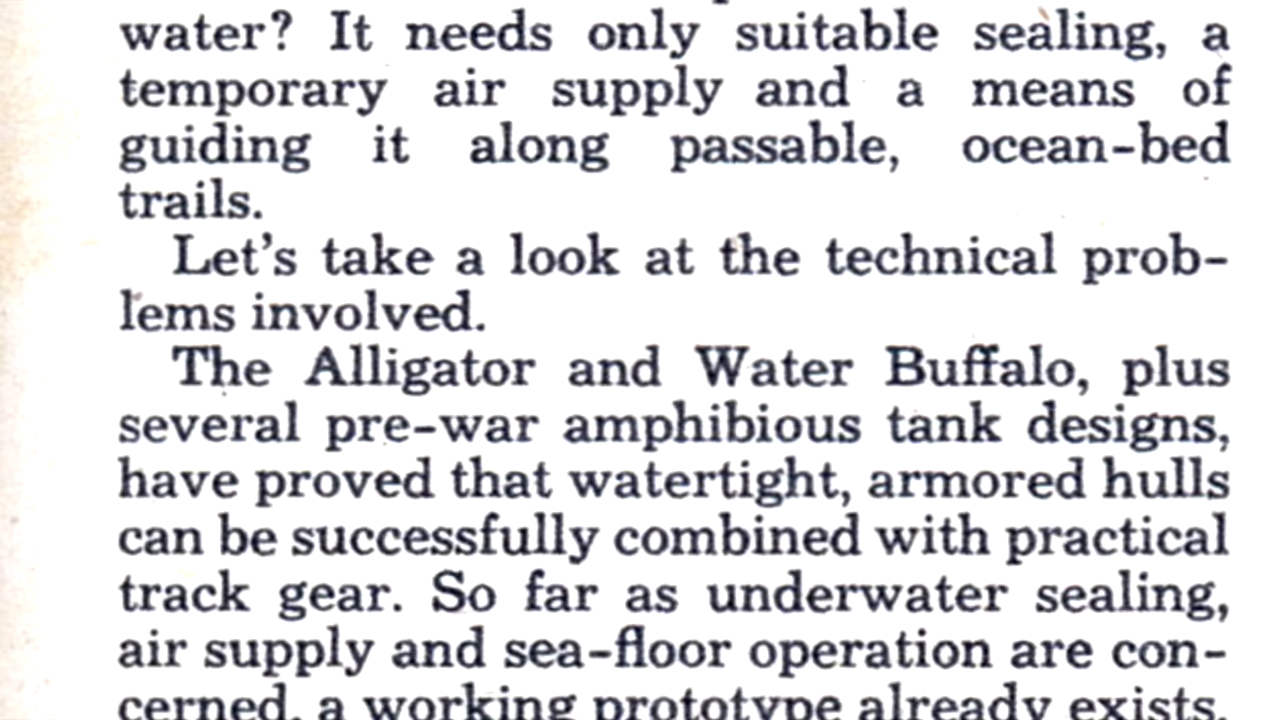 water? It needs only suitable sealing, a
temporary air supply and a means of
guiding it along passable, ocean-bed
trails.
Let's take a look at the technical prob-
lems involved.
The Alligator and Water Buffalo, plus
several pre-war amphibious tank designs,
have proved that watertight, armored hulls
can be successfully combined with practical
track gear. So far as underwater sealing,
air supply and sea-floor operation are con-
cerned, a working prototype already exists.